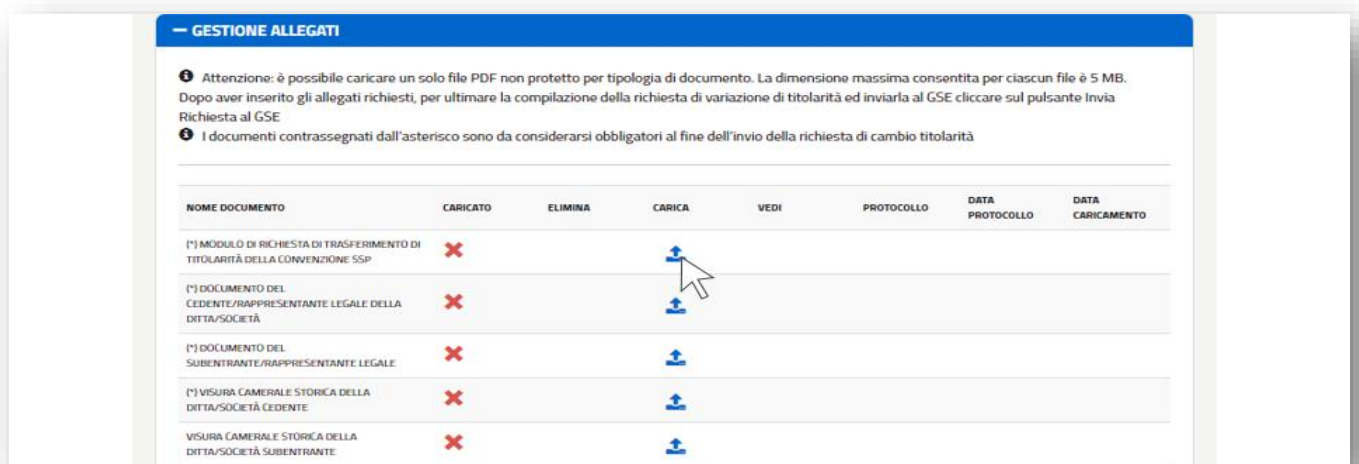 — GESTIONE ALLEGATI
Attenzione: è possibile caricare un solo file PDF non protetto per tipologia di documento. La dimensione massima consentita per ciascun file è 5 MB.
Dopo aver inserito gli allegati richiesti, per ultimare la compilazione della richiesta di variazione di titolarità ed inviarla al GSE cliccare sul pulsante Invia
Richiesta al GSE
I documenti contrassegnati dall'asterisco sono da considerarsi obbligatori al fine dell'invio della richiesta di cambio titolarità
NOME DOCUMENTO CARICATO ELIMINA CARICA VEDI PROTOCOLLO DATA PROTOCOLLO DATA CARICAMENTO
(*) MODULO DI RICHIESTA DI TRASFERIMENTO DI
TITOLARITÀ DELLA CONVENZIONE SSP
(*) DOCUMENTO DEL
CEDENTE/RAPPRESENTANTE LEGALE DELLA
DITTA/SOCIETÀ
(*) DOCUMENTO DEL
SUBENTRANTE/RAPPRESENTANTE LEGALE
(*) VISURA CAMERALE STORICA DELLA
DITTA/SOCIETÀ CEDENTE
VISURA CAMERALE STORICA DELLA
DITTA/SOCIETÀ SUBENTRANTE